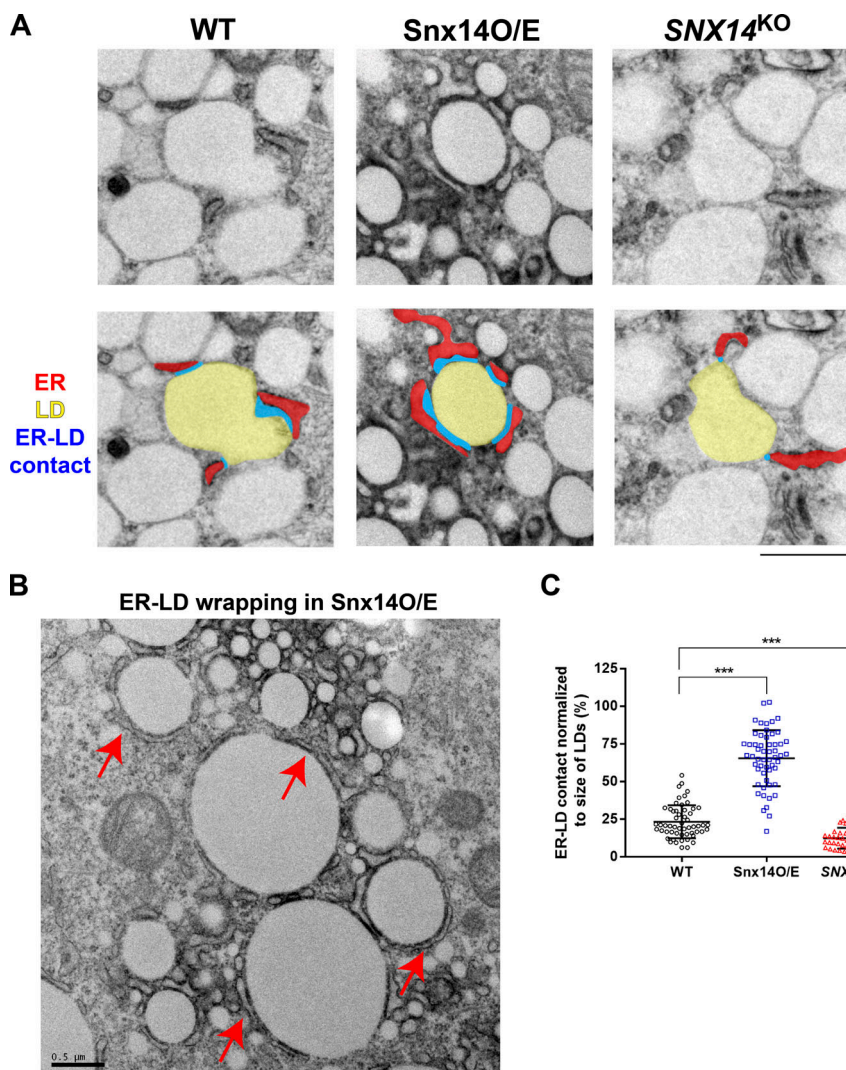 A
WT
Snx14O/E
SNX14KO
ER
LD
ER-LD
contact
B
ER-LD wrapping in Snx14O/E
0.5 µm
C
***
***
ER-LD contact normalized
to size of LDs (%)
125
100
75
50
25
0
WT
Snx14O/E
SNX